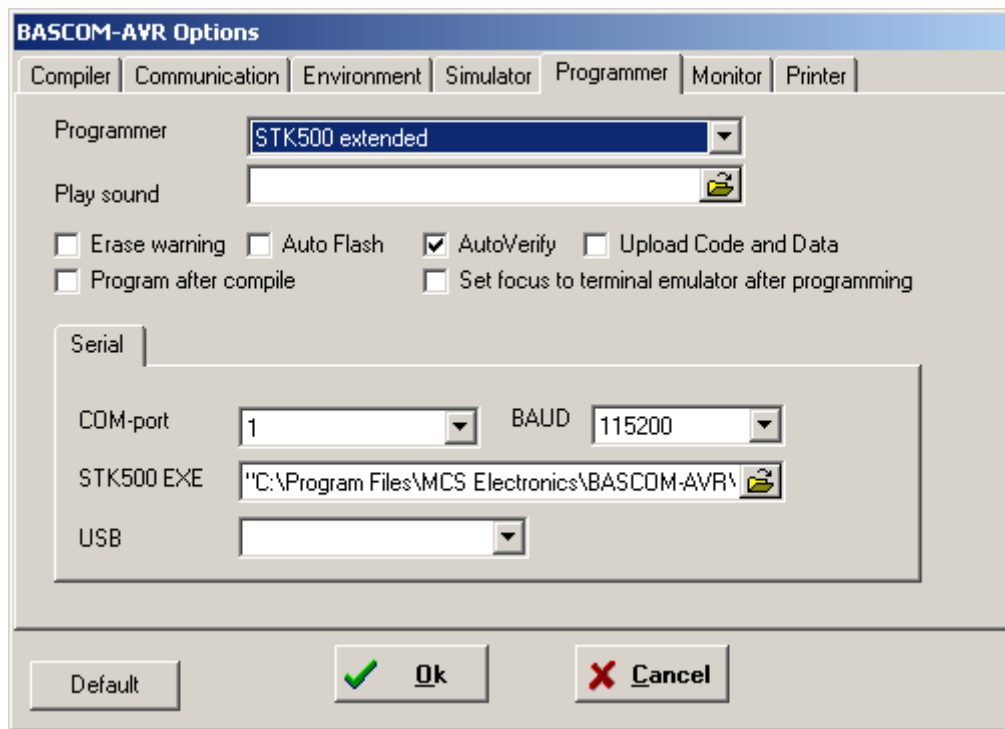 BASCOM-AVR Options
Compiler Communication Environment Simulator Programmer Monitor Printer
Programmer STK500 extended
Play sound
Erase warning Auto Flash AutoVerify Upload Code and Data
Program after compile Set focus to terminal emulator after programming
Serial
COM-port 1 BAUD 115200
STK500 EXE "C:\Program Files\MCS Electronics\BASCOM-AVR\
USB
Default Ok Cancel